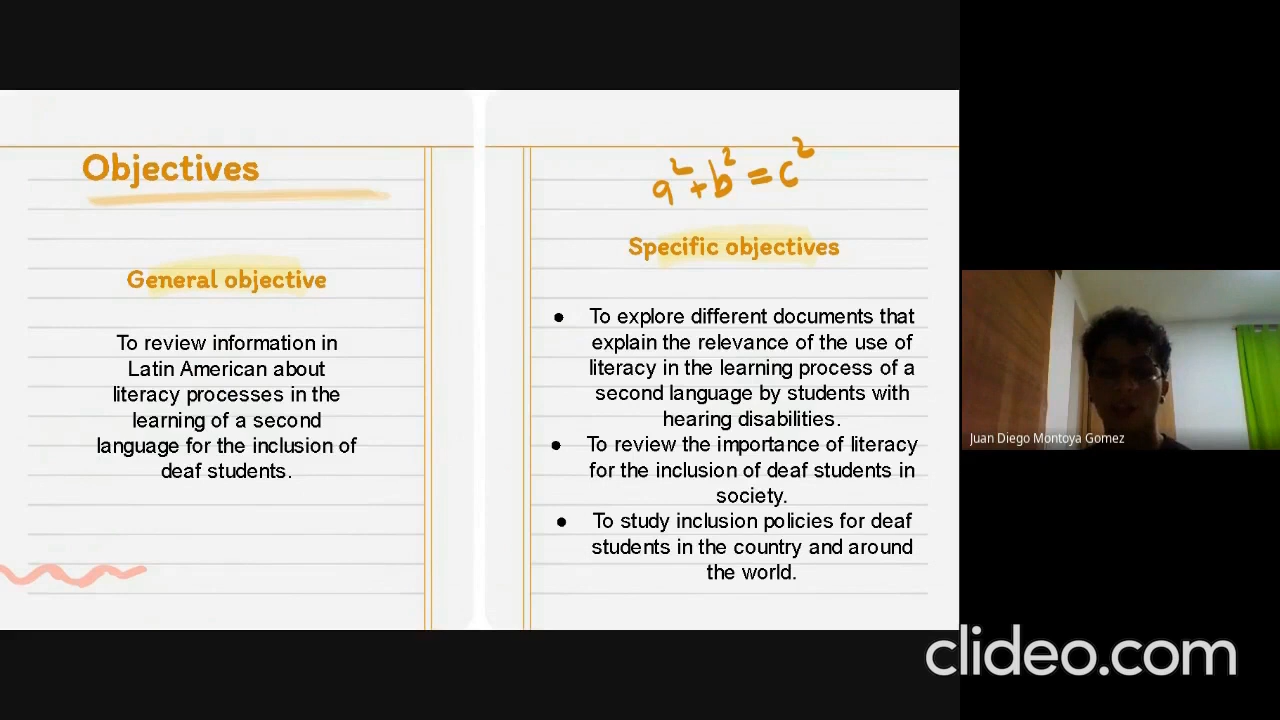 Objectives
General objective
To review information in
Latin American about
literacy processes in the
learning of a second
language for the inclusion of
deaf students.
a²+b²=c²
Specific objectives
● To explore different documents that
explain the relevance of the use of
literacy in the learning process of a
second language by students with
hearing disabilities.
● To review the importance of literacy
for the inclusion of deaf students in
society.
● To study inclusion policies for deaf
students in the country and around
the world.
Juan Diego Montoya Gomez
clideo.com